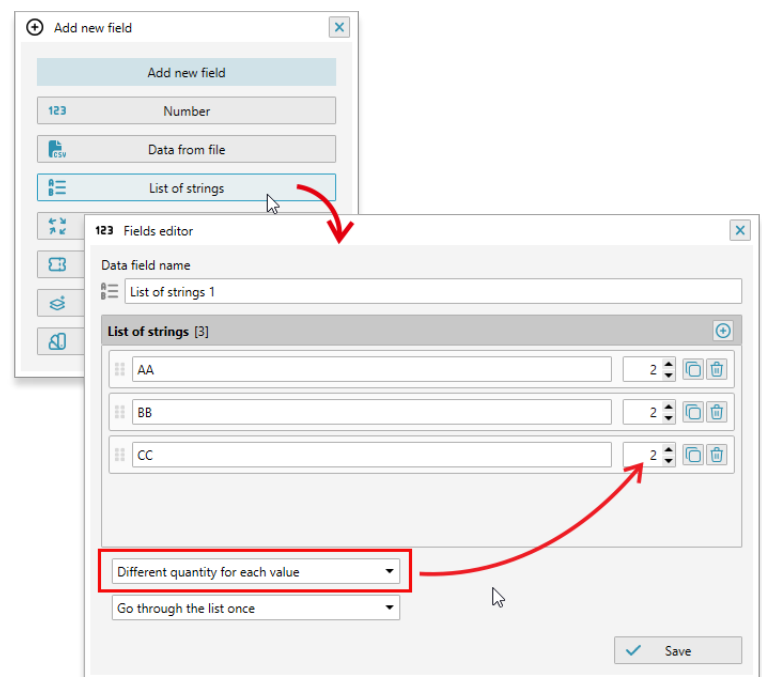 Add new field
Add new field
123 Number
CSV Data from file
A B List of strings
123 Fields editor
Data field name
A B List of strings 1
List of strings [3]
AA 2
BB 2
CC 2
Different quantity for each value
Go through the list once
Save